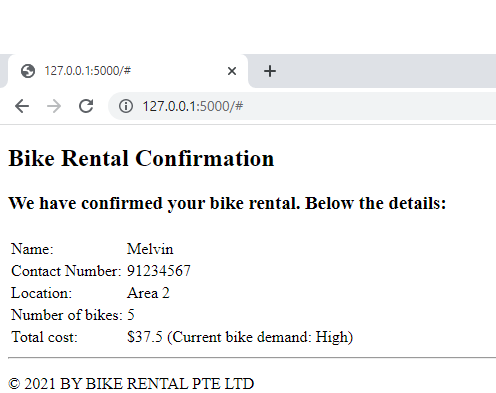 127.0.0.1:5000/#
127.0.0.1:5000/#
Bike Rental Confirmation
We have confirmed your bike rental. Below the details:
Name: Melvin
Contact Number: 91234567
Location: Area 2
Number of bikes: 5
Total cost: $37.5 (Current bike demand: High)
© 2021 BY BIKE RENTAL PTE LTD